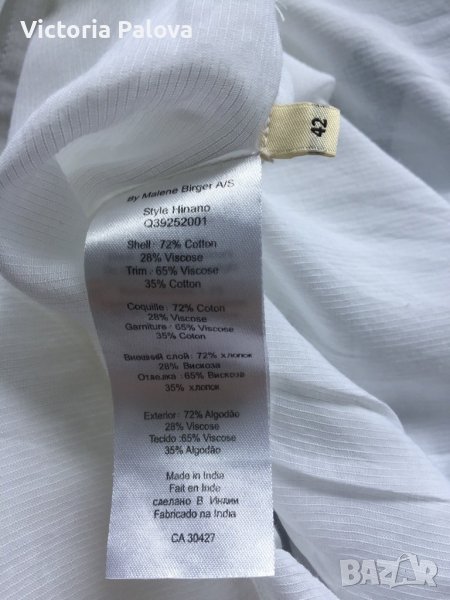 Victoria Palova
42
By Malene Birger A/S
Style Hinano
Q39252001
Shell: 72% Cotton
28% Viscose
Trim: 65% Viscose
35% Cotton
Coquille: 72% Coton
28% Viscose
Garniture: 65% Viscose
35% Coton
Внешний слой: 72% хлопок
28% Вискоза
Отделка: 65% Вискоза
35% хлопок
Exterior: 72% Algodão
28% Viscose
Tecido :65% Viscose
35% Algodão
Made in India
Fait en Inde
сделано В Индии
Fabricado na India
CA 30427
BAZAR